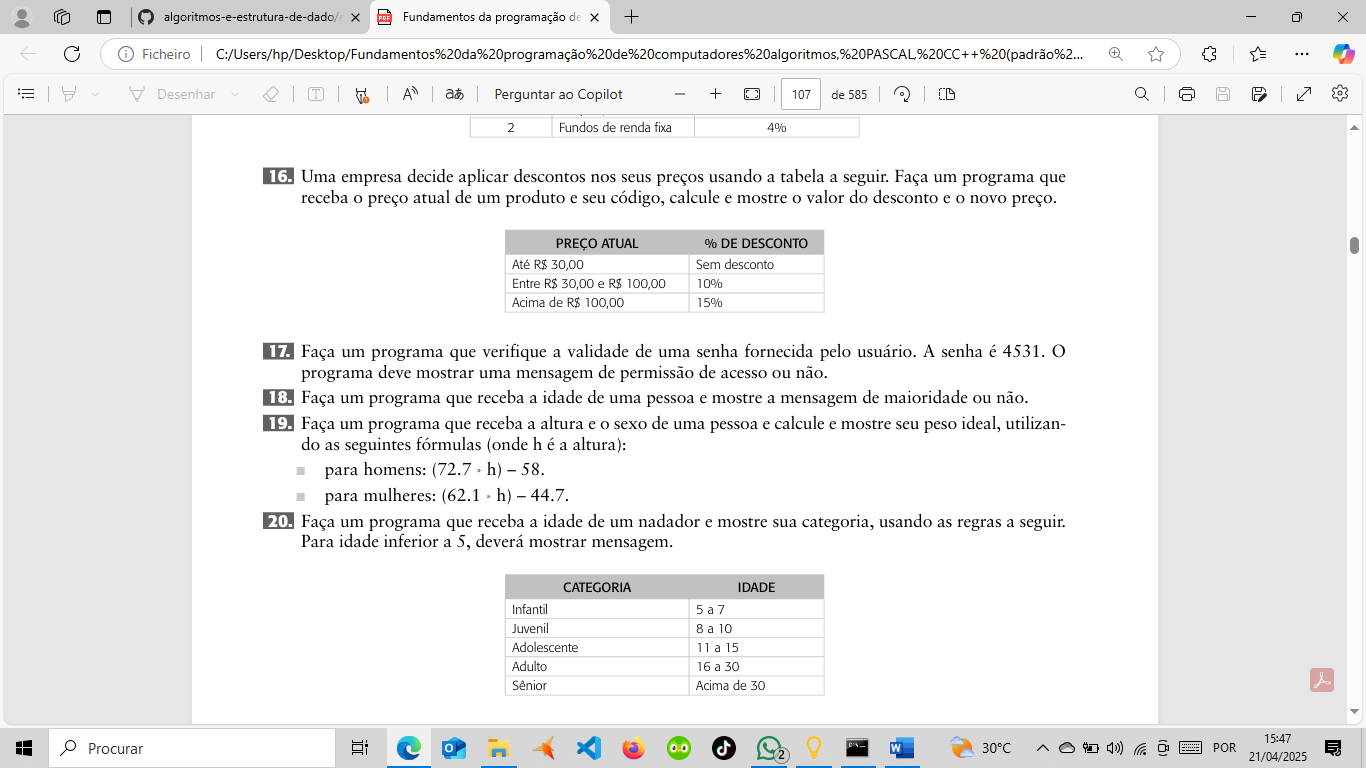 algoritmos-e-estrutura-de-dado/
Fundamentos da programação de
Ficheiro
C:/Users/hp/Desktop/Fundamentos%20da%20programação%20de%20computadores%20algoritmos,%20PASCAL,%20CC++%20(padrão%2...
Desenhar
A
aあ
Perguntar ao Copilot
107
de 585
2 Fundos de renda fixa 4%
16. Uma empresa decide aplicar descontos nos seus preços usando a tabela a seguir. Faça um programa que
receba o preço atual de um produto e seu código, calcule e mostre o valor do desconto e o novo preço.
PREÇO ATUAL % DE DESCONTO
Até R$ 30,00 Sem desconto
Entre R$ 30,00 e R$ 100,00 10%
Acima de R$ 100,00 15%
17. Faça um programa que verifique a validade de uma senha fornecida pelo usuário. A senha é 4531. O
programa deve mostrar uma mensagem de permissão de acesso ou não.
18. Faça um programa que receba a idade de uma pessoa e mostre a mensagem de maioridade ou não.
19. Faça um programa que receba a altura e o sexo de uma pessoa e calcule e mostre seu peso ideal, utilizan-
do as seguintes fórmulas (onde h é a altura):
para homens: (72.7 * h) – 58.
para mulheres: (62.1 * h) – 44.7.
20. Faça um programa que receba a idade de um nadador e mostre sua categoria, usando as regras a seguir.
Para idade inferior a 5, deverá mostrar mensagem.
CATEGORIA IDADE
Infantil 5 a 7
Juvenil 8 a 10
Adolescente 11 a 15
Adulto 16 a 30
Sênior Acima de 30
Procurar
2
30°C
POR
15:47
21/04/2025